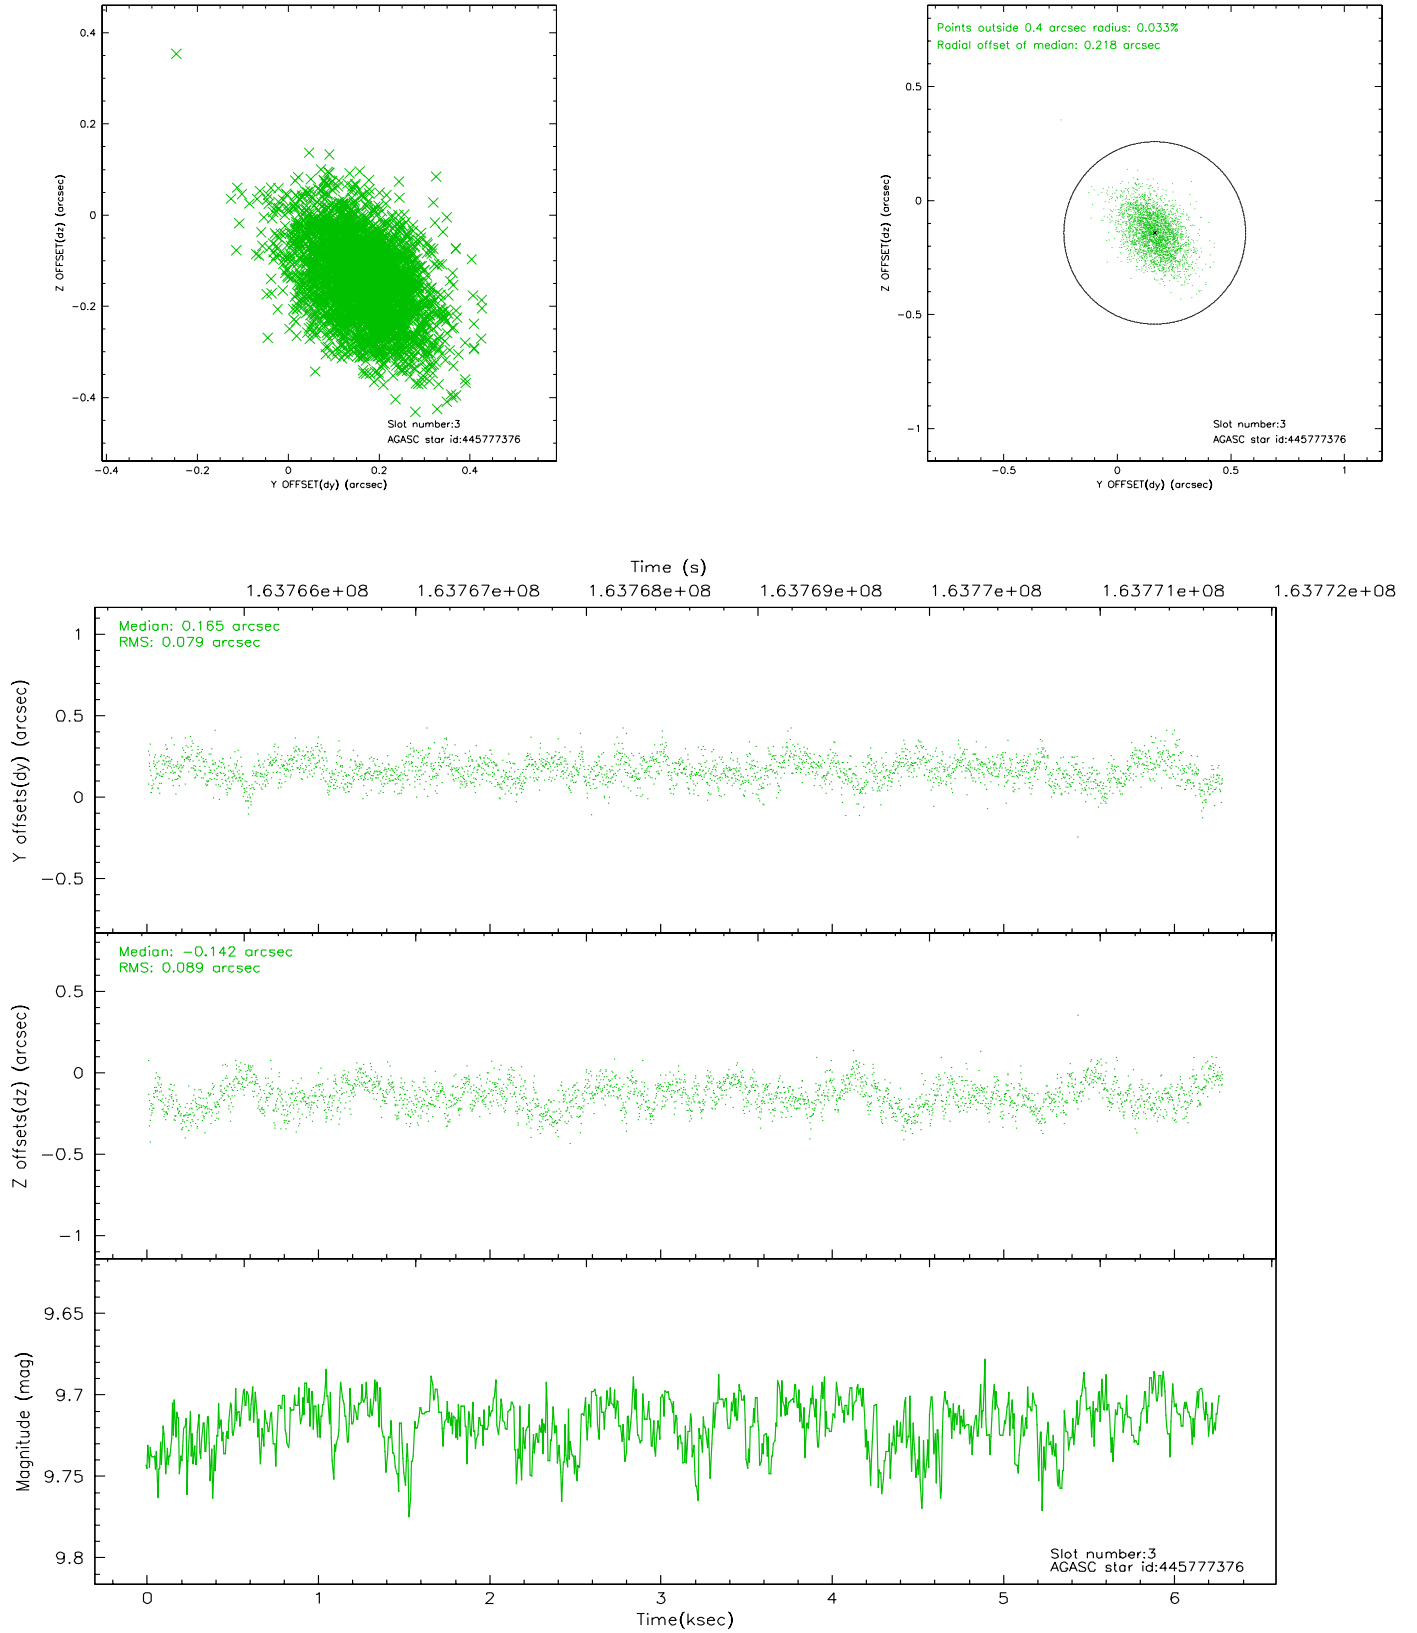 0.4
0.2
0
−0.2
−0.4
Z OFFSET(dz) (arcsec)
Slot number:3
AGASC star id:445777376
−0.4 −0.2 0 0.2 0.4
Y OFFSET(dy) (arcsec)
Points outside 0.4 arcsec radius: 0.033%
Radial offset of median: 0.218 arcsec
0.5
0
−0.5
−1
Z OFFSET(dz) (arcsec)
Slot number:3
AGASC star id:445777376
−0.5 0 0.5 1
Y OFFSET(dy) (arcsec)
Time (s)
1.63766e+08 1.63767e+08 1.63768e+08 1.63769e+08 1.6377e+08 1.63771e+08 1.63772e+08
Median: 0.165 arcsec
RMS: 0.079 arcsec
1
0.5
0
−0.5
Y offsets(dy) (arcsec)
Median: −0.142 arcsec
RMS: 0.089 arcsec
0.5
0
−0.5
−1
Z offsets(dz) (arcsec)
9.65
9.7
9.75
9.8
Magnitude (mag)
Slot number:3
AGASC star id:445777376
0 1 2 3 4 5 6
Time(ksec)